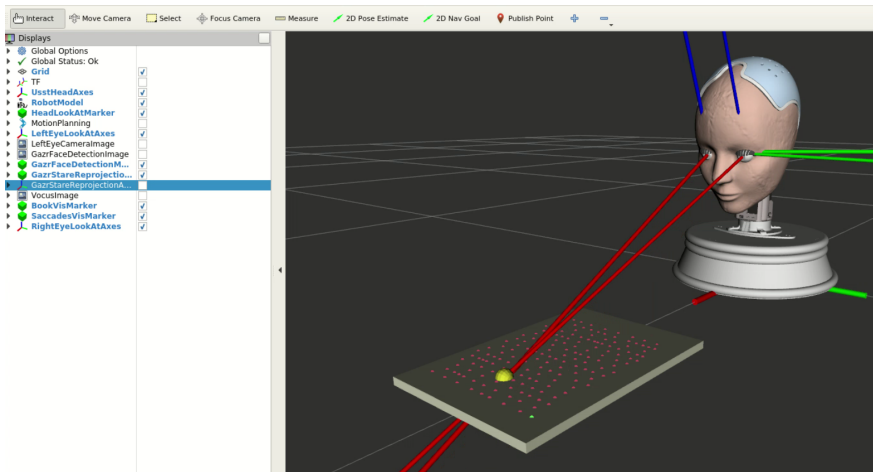 Interact Move Camera Select Focus Camera Measure 2D Pose Estimate 2D Nav Goal Publish Point
Displays
Global Options
Global Status: Ok
Grid
TF
UsstHeadAxes
RobotModel
HeadLookAtMarker
MotionPlanning
LeftEyeLookAtAxes
LeftEyeCameraImage
GazrFaceDetectionImage
GazrFaceDetectionM...
GazrStareReprojectio...
GazrStareReprojectionA...
VocusImage
BookVisMarker
SaccadesVisMarker
RightEyeLookAtAxes